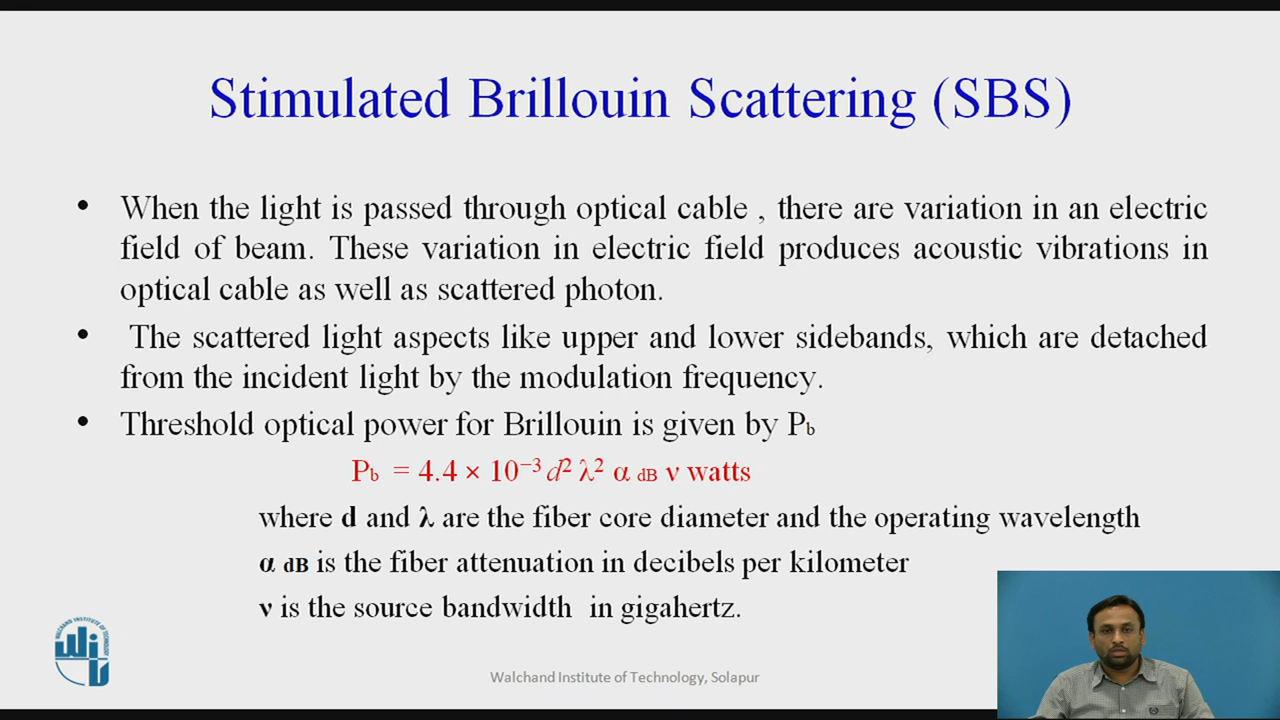 Stimulated Brillouin Scattering (SBS)
• When the light is passed through optical cable , there are variation in an electric
field of beam. These variation in electric field produces acoustic vibrations in
optical cable as well as scattered photon.
• The scattered light aspects like upper and lower sidebands, which are detached
from the incident light by the modulation frequency.
• Threshold optical power for Brillouin is given by Pb
Pb = 4.4 × 10⁻³ d² λ² α dB ν watts
where d and λ are the fiber core diameter and the operating wavelength
α dB is the fiber attenuation in decibels per kilometer
ν is the source bandwidth in gigahertz.
WALCHAND INSTITUTE OF TECHNOLOGY
WiT
Walchand Institute of Technology, Solapur